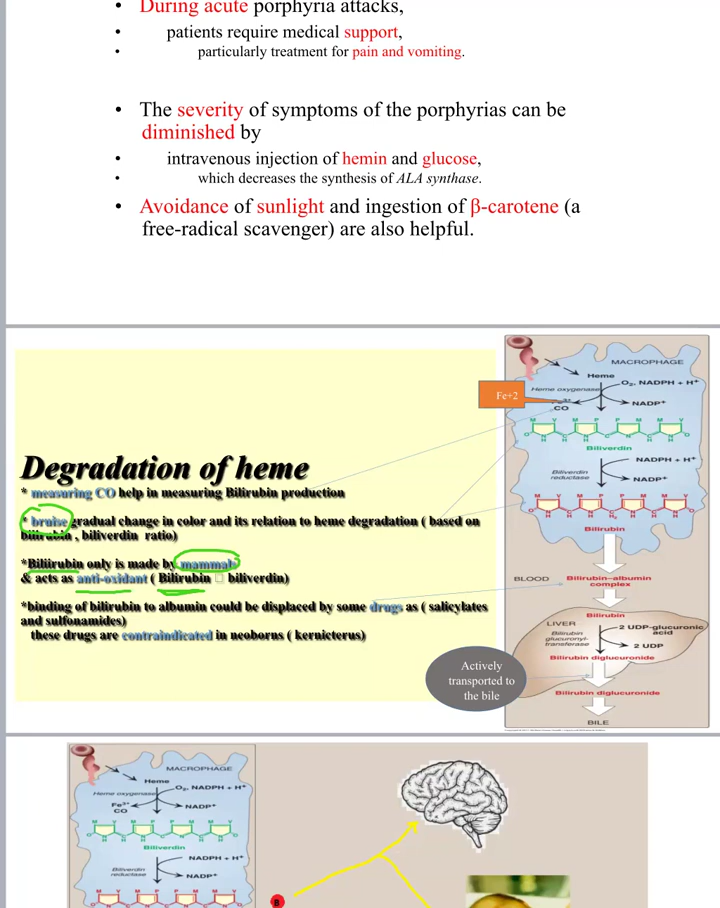 • During acute porphyria attacks,
• patients require medical support,
• particularly treatment for pain and vomiting.
• The severity of symptoms of the porphyrias can be
diminished by
• intravenous injection of hemin and glucose,
• which decreases the synthesis of ALA synthase.
• Avoidance of sunlight and ingestion of β-carotene (a
free-radical scavenger) are also helpful.
Degradation of heme
* measuring CO help in measuring Bilirubin production
* bruise gradual change in color and its relation to heme degradation ( based on
bilirubin , biliverdin ratio)
*Biliirubin only is made by mammals
& acts as anti-oxidant ( Bilirubin □ biliverdin)
*binding of bilirubin to albumin could be displaced by some drugs as ( salicylates
and sulfonamides)
these drugs are contraindicated in neoborns ( kernicterus)
Fe+2
MACROPHAGE
Heme
O2, NADPH + H+
Heme oxygenase
NADP+
CO
M V M P P M M V
Biliverdin
NADPH + H+
Biliverdin
reductase
NADP+
M V M P P M M V
Bilirubin
BLOOD
Bilirubin–albumin
complex
Bilirubin
LIVER
2 UDP-glucuronic
acid
Bilirubin
glucuronyl-
transferase
2 UDP
Bilirubin diglucuronide
Actively
transported to
the bile
Bilirubin diglucuronide
BILE
MACROPHAGE
Heme
O2, NADPH + H+
Heme oxygenase
Fe3+
CO
NADP+
M V M P P M M V
Biliverdin
NADPH + H+
Biliverdin
reductase
NADP+
M V M P P M M V
B